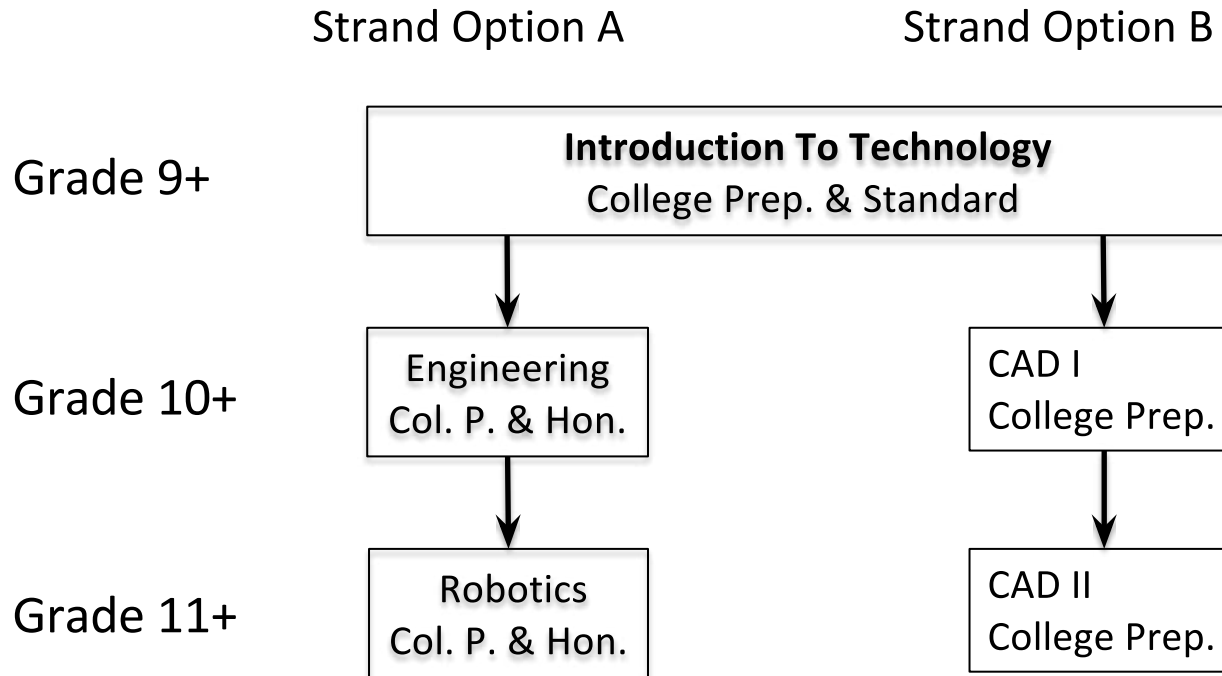 Strand Option A
Strand Option B
Grade 9+
Introduction To Technology
College Prep. & Standard
Grade 10+
Engineering
Col. P. & Hon.
CAD I
College Prep.
Grade 11+
Robotics
Col. P. & Hon.
CAD II
College Prep.